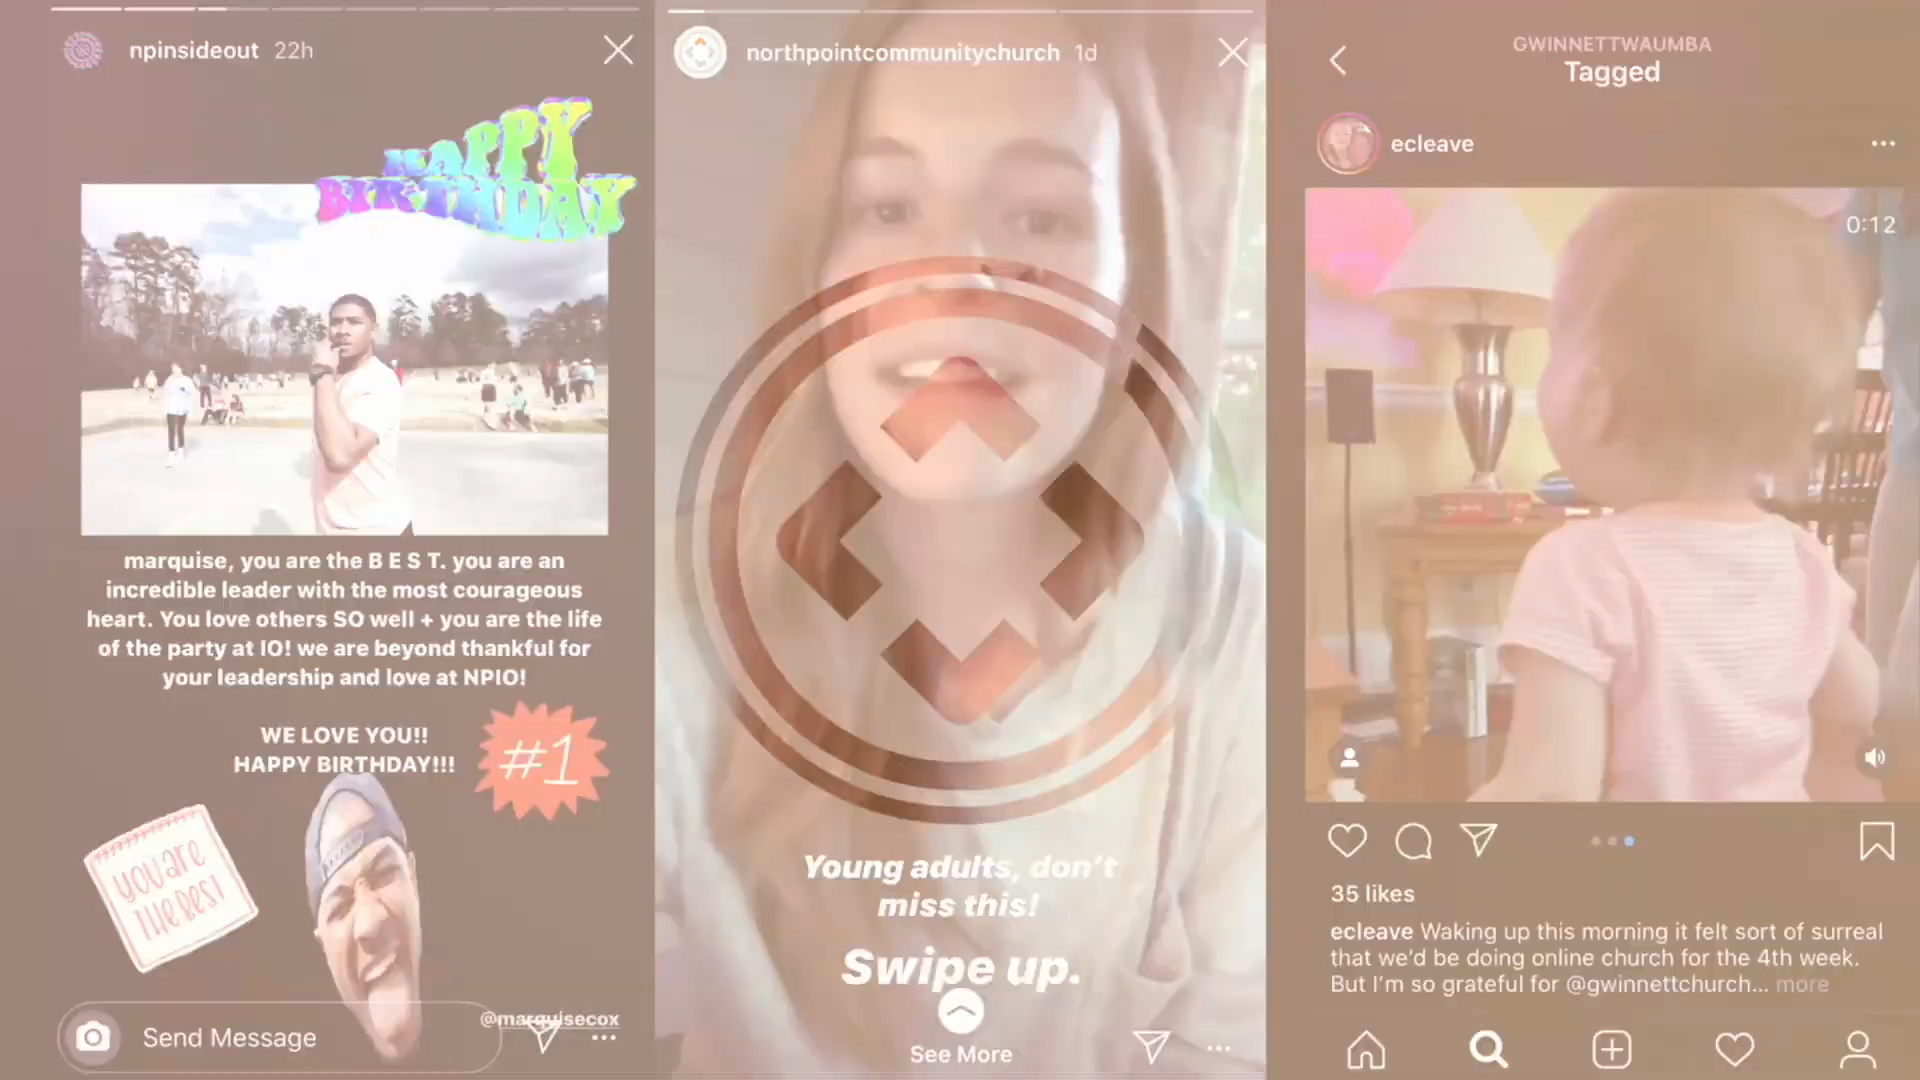 npinsideout 22h
HAPPY
BIRTHDAY
marquise, you are the B E S T. you are an
incredible leader with the most courageous
heart. You love others SO well + you are the life
of the party at IO! we are beyond thankful for
your leadership and love at NPIO!
WE LOVE YOU!!
HAPPY BIRTHDAY!!!
#1
YOU ARE
THE BEST
@marquisecox
Send Message
northpointcommunitychurch 1d
Young adults, don't
miss this!
Swipe up.
See More
GWINNETTWAUMBA
Tagged
ecleave
0:12
35 likes
ecleave Waking up this morning it felt sort of surreal
that we'd be doing online church for the 4th week.
But I'm so grateful for @gwinnettchurch... more